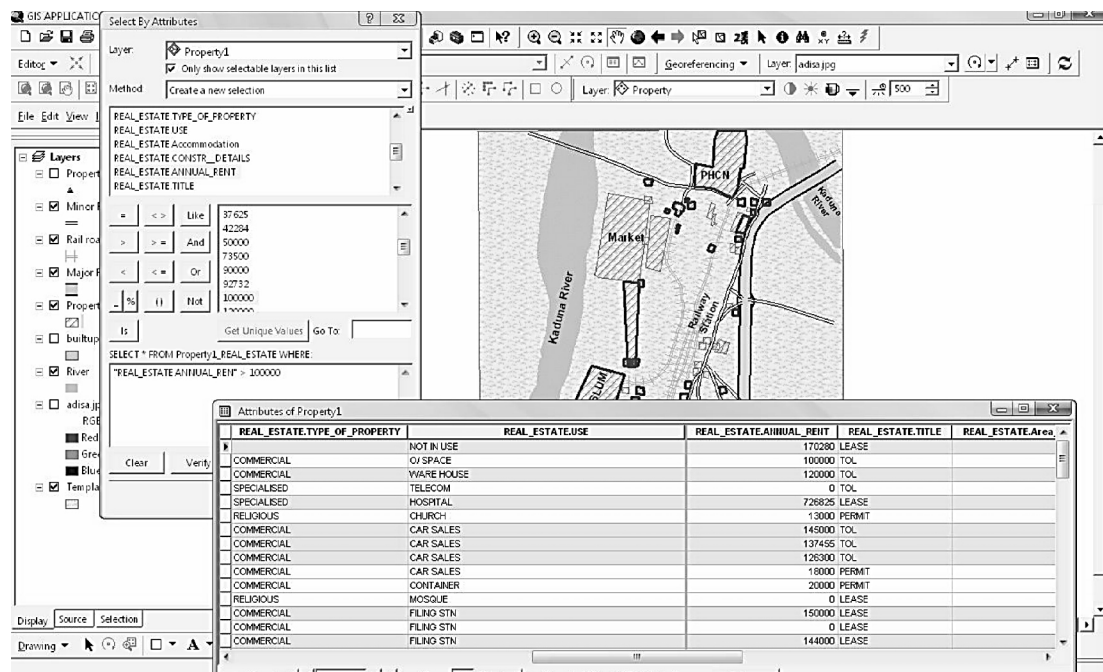 GIS APPLICATIO
Select By Attributes
Layer: Property1
Only show selectable layers in this list
Method Create a new selection
REAL_ESTATE.TYPE_OF_PROPERTY
REAL_ESTATE.USE
REAL_ESTATE.Accommodation
REAL_ESTATE.CONSTR__DETAILS
REAL_ESTATE.ANNUAL_RENT
REAL_ESTATE.TITLE
= < > Like
> > = And
< < = Or
_ % () Not
Is
37625
42284
50000
73500
90000
92732
100000
120000
Get Unique Values Go To:
SELECT * FROM Property1_REAL_ESTATE WHERE:
"REAL_ESTATE.ANNUAL_REN" > 100000
Clear Verify
Editor
Georeferencing Layer: adisa.jpg
Layer: Property 500
File Edit View
Layers
Propert
Minor R
Rail roa
Major R
Propert
builtup
River
adisa.jp
RGB
Red
Gree
Blue
Templa
Display Source Selection
Drawing A
PHCN
Market
Kaduna River
Kaduna River
Railway Station
SLUM
Attributes of Property1
REAL_ESTATE.TYPE_OF_PROPERTY REAL_ESTATE.USE REAL_ESTATE.ANNUAL_RENT REAL_ESTATE.TITLE REAL_ESTATE.Area_
NOT IN USE 170280 LEASE
COMMERCIAL O/ SPACE 100000 TOL
COMMERCIAL WARE HOUSE 120000 TOL
SPECIALISED TELECOM 0 TOL
SPECIALISED HOSPITAL 726825 LEASE
RELIGIOUS CHURCH 13000 PERMIT
COMMERCIAL CAR SALES 145000 TOL
COMMERCIAL CAR SALES 137455 TOL
COMMERCIAL CAR SALES 126300 TOL
COMMERCIAL CAR SALES 18000 PERMIT
COMMERCIAL CONTAINER 20000 PERMIT
RELIGIOUS MOSQUE 0 LEASE
COMMERCIAL FILING STN 150000 LEASE
COMMERCIAL FILING STN 0 LEASE
COMMERCIAL FILING STN 144000 LEASE